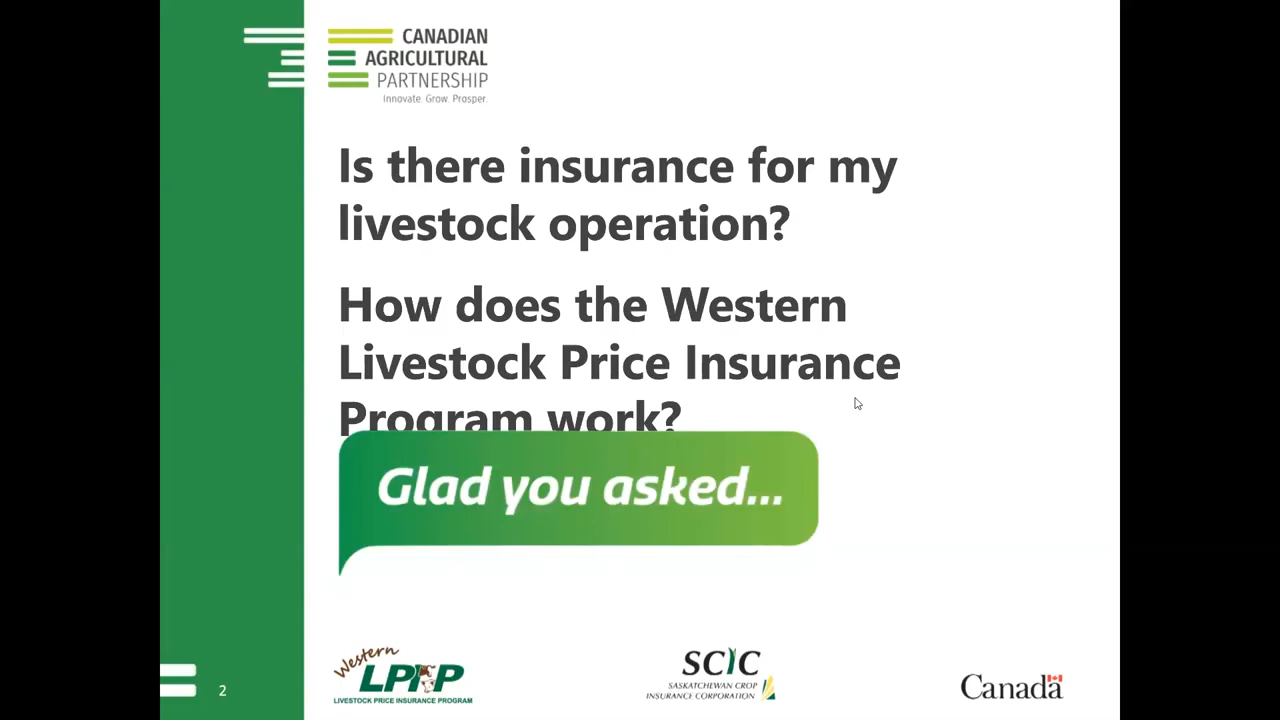 CANADIAN
AGRICULTURAL
PARTNERSHIP
Innovate. Grow. Prosper.
Is there insurance for my
livestock operation?
How does the Western
Livestock Price Insurance
Program work?
Glad you asked...
Western
LPIP
LIVESTOCK PRICE INSURANCE PROGRAM
SCIC
SASKATCHEWAN CROP
INSURANCE CORPORATION
Canada
2